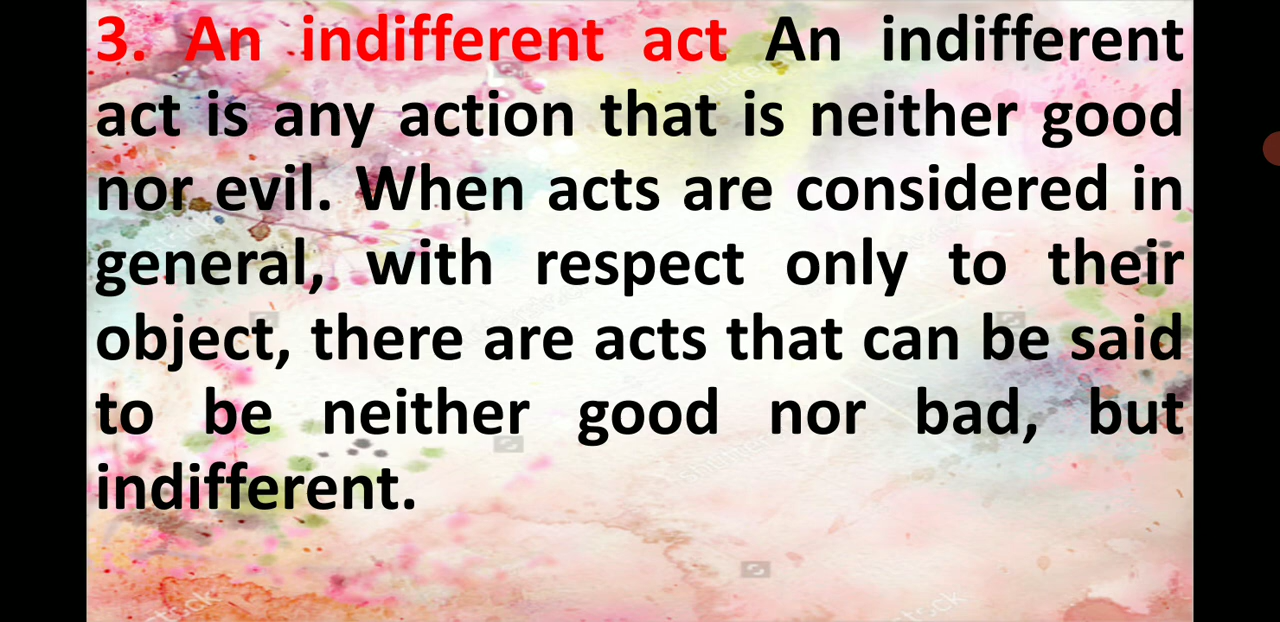 3. An indifferent act An indifferent
act is any action that is neither good
nor evil. When acts are considered in
general, with respect only to their
object, there are acts that can be said
to be neither good nor bad, but
indifferent.